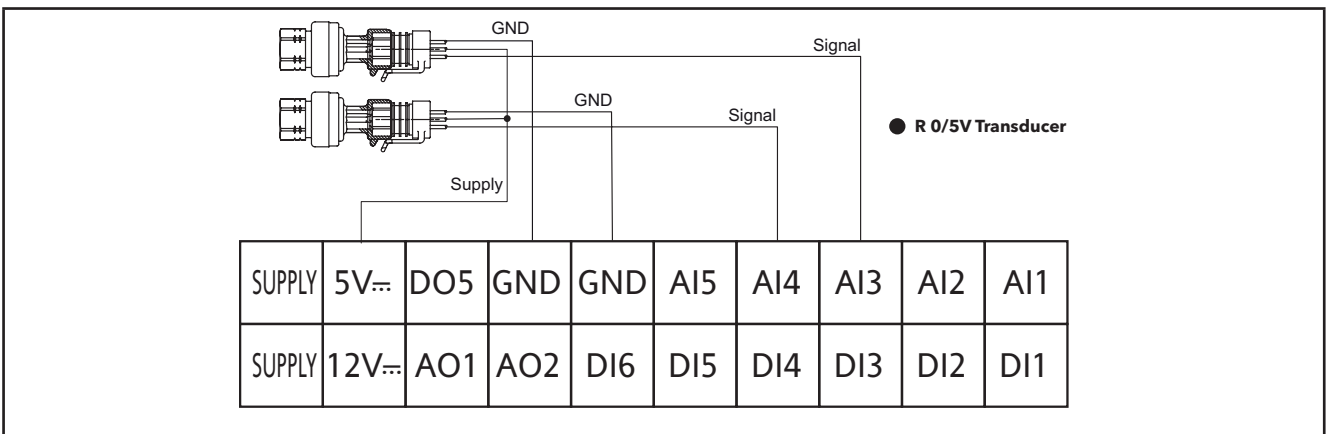 GND
Signal
GND
Signal
● R 0/5V Transducer
Supply
SUPPLY 5V⎓ DO5 GND GND AI5 AI4 AI3 AI2 AI1
SUPPLY 12V⎓ AO1 AO2 DI6 DI5 DI4 DI3 DI2 DI1